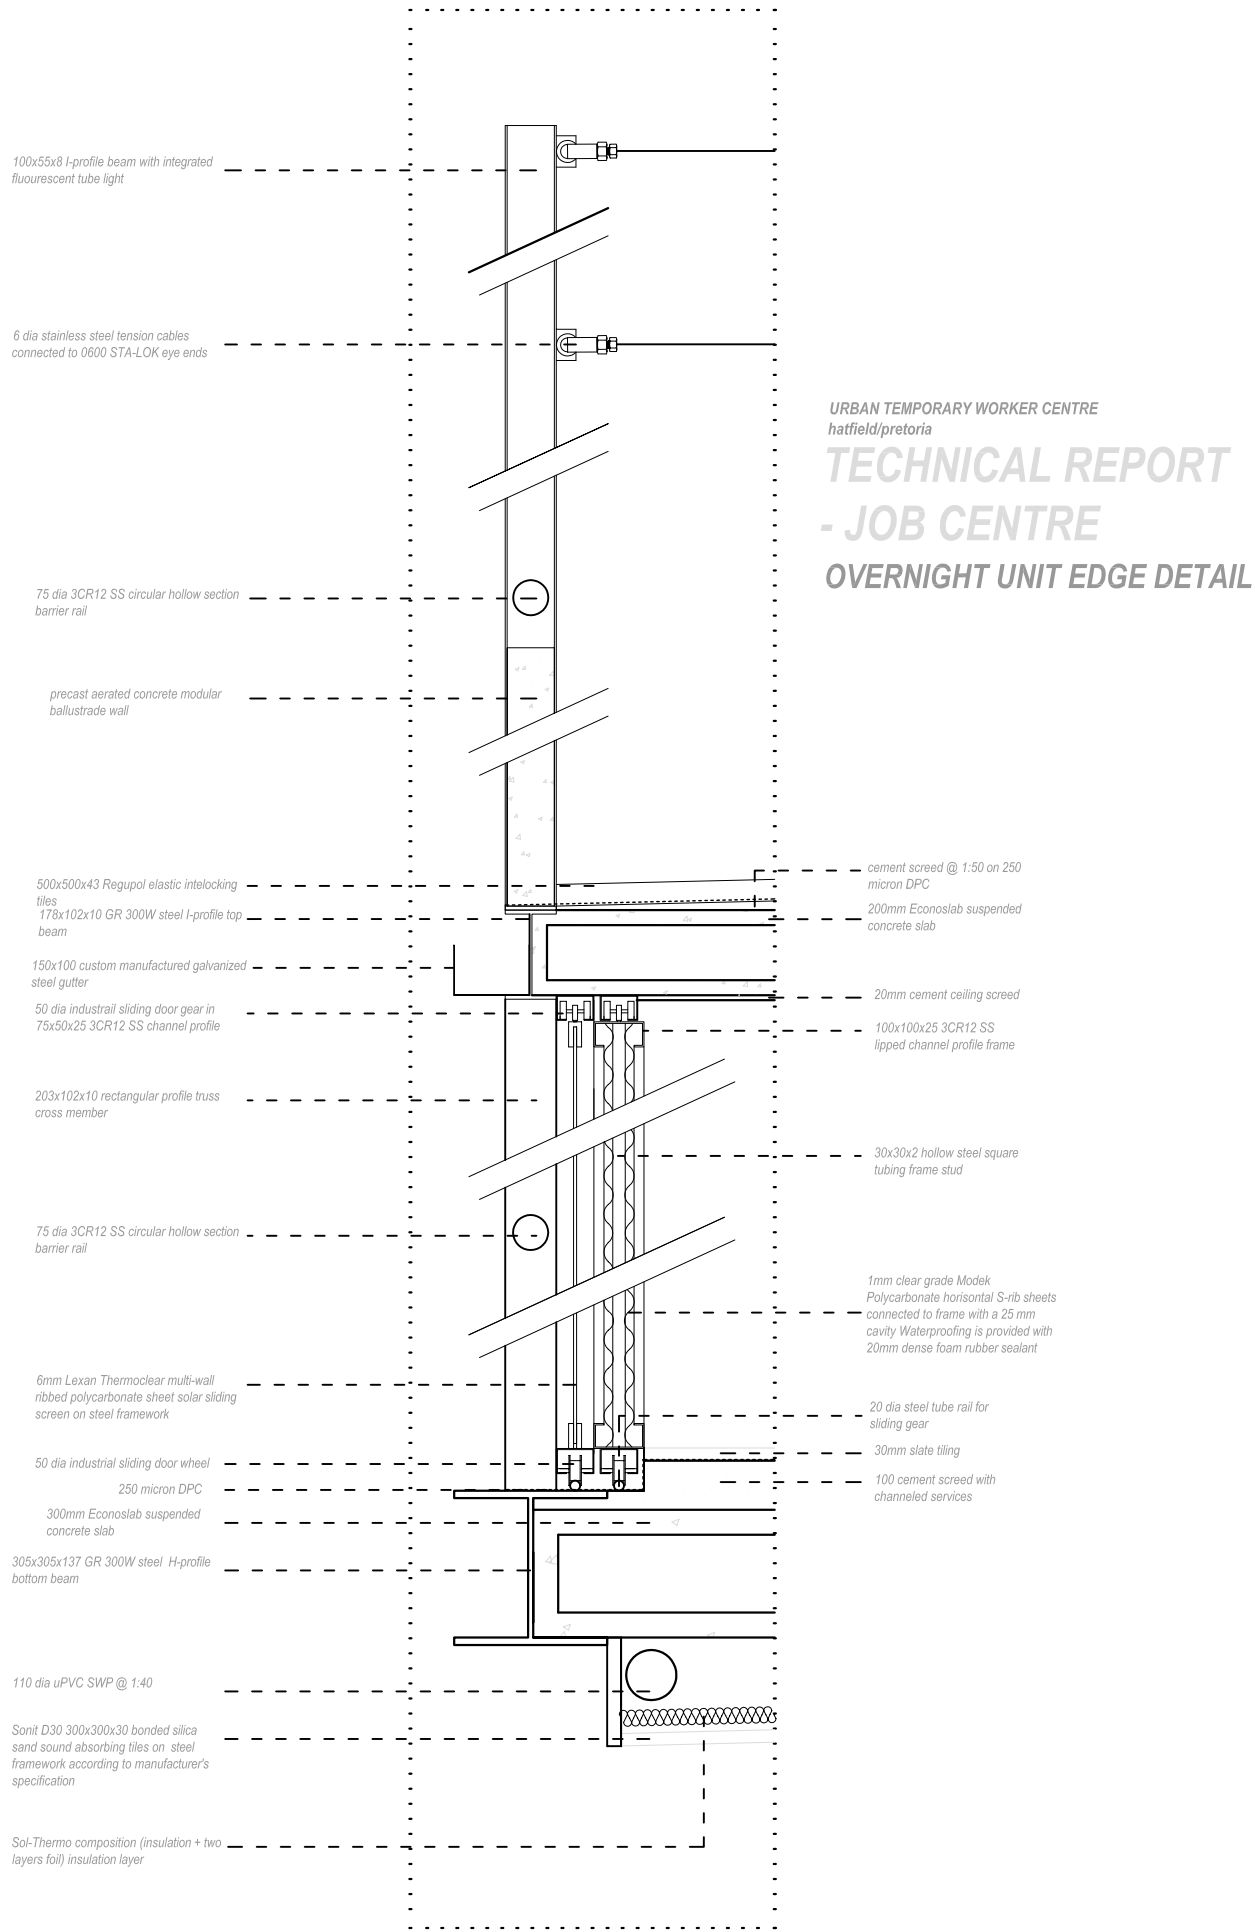 100x55x8 I-profile beam with integrated
fluourescent tube light
6 dia stainless steel tension cables
connected to 0600 STA-LOK eye ends
URBAN TEMPORARY WORKER CENTRE
hatfield/pretoria
TECHNICAL REPORT
- JOB CENTRE
OVERNIGHT UNIT EDGE DETAIL
75 dia 3CR12 SS circular hollow section
barrier rail
precast aerated concrete modular
ballustrade wall
500x500x43 Regupol elastic intelocking
tiles
178x102x10 GR 300W steel I-profile top
beam
150x100 custom manufactured galvanized
steel gutter
50 dia industrail sliding door gear in
75x50x25 3CR12 SS channel profile
203x102x10 rectangular profile truss
cross member
75 dia 3CR12 SS circular hollow section
barrier rail
6mm Lexan Thermoclear multi-wall
ribbed polycarbonate sheet solar sliding
screen on steel framework
50 dia industrial sliding door wheel
250 micron DPC
300mm Econoslab suspended
concrete slab
305x305x137 GR 300W steel H-profile
bottom beam
110 dia uPVC SWP @ 1:40
Sonit D30 300x300x30 bonded silica
sand sound absorbing tiles on steel
framework according to manufacturer's
specification
Sol-Thermo composition (insulation + two
layers foil) insulation layer
cement screed @ 1:50 on 250
micron DPC
200mm Econoslab suspended
concrete slab
20mm cement ceiling screed
100x100x25 3CR12 SS
lipped channel profile frame
30x30x2 hollow steel square
tubing frame stud
1mm clear grade Modek
Polycarbonate horisontal S-rib sheets
connected to frame with a 25 mm
cavity Waterproofing is provided with
20mm dense foam rubber sealant
20 dia steel tube rail for
sliding gear
30mm slate tiling
100 cement screed with
channeled services